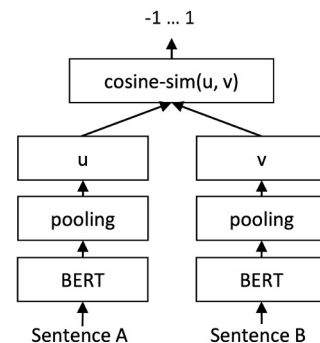 -1 … 1
cosine-sim(u, v)
u
v
pooling
pooling
BERT
BERT
Sentence A
Sentence B